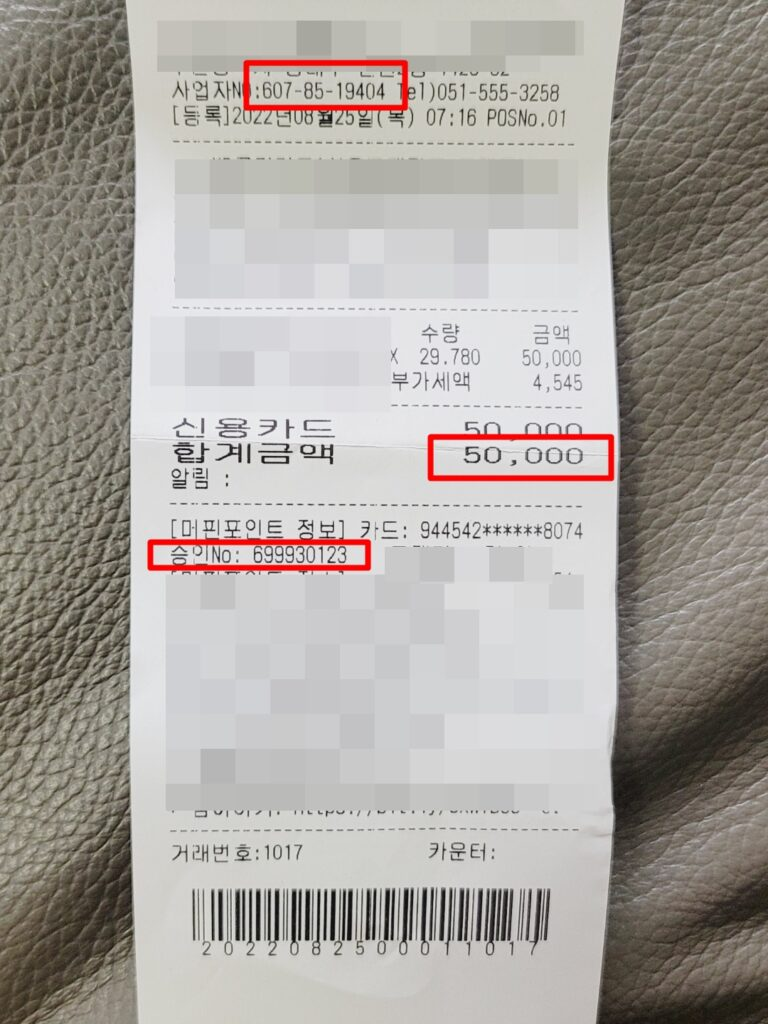 사업자NO:607-85-19404 Tel)051-555-3258
[등록]2022년08월25일(목) 07:16 POSNo.01
수량 금액
X 29.780 50,000
부가세액 4,545
신용카드 50,000
합계금액 50,000
알림 :
[머핀포인트 정보] 카드: 944542******8074
승인No: 699930123
거래번호:1017 카운터:
2022082500011017